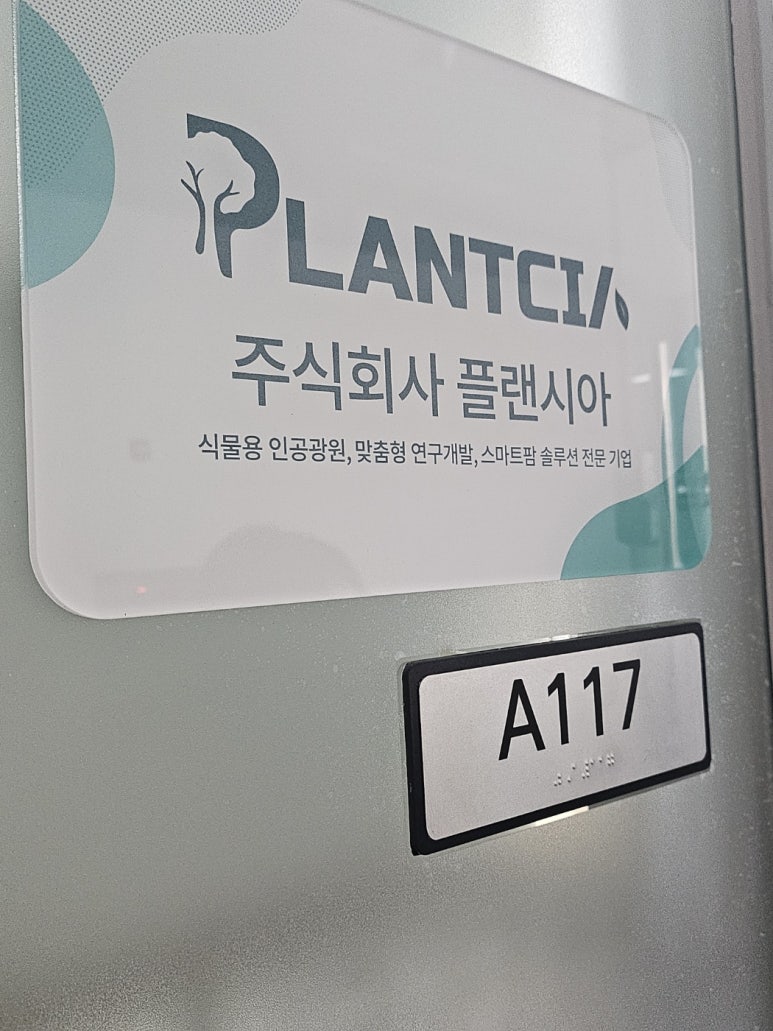 PLANTCIA
주식회사 플랜시아
식물용 인공광원, 맞춤형 연구개발, 스마트팜 솔루션 전문 기업
A117